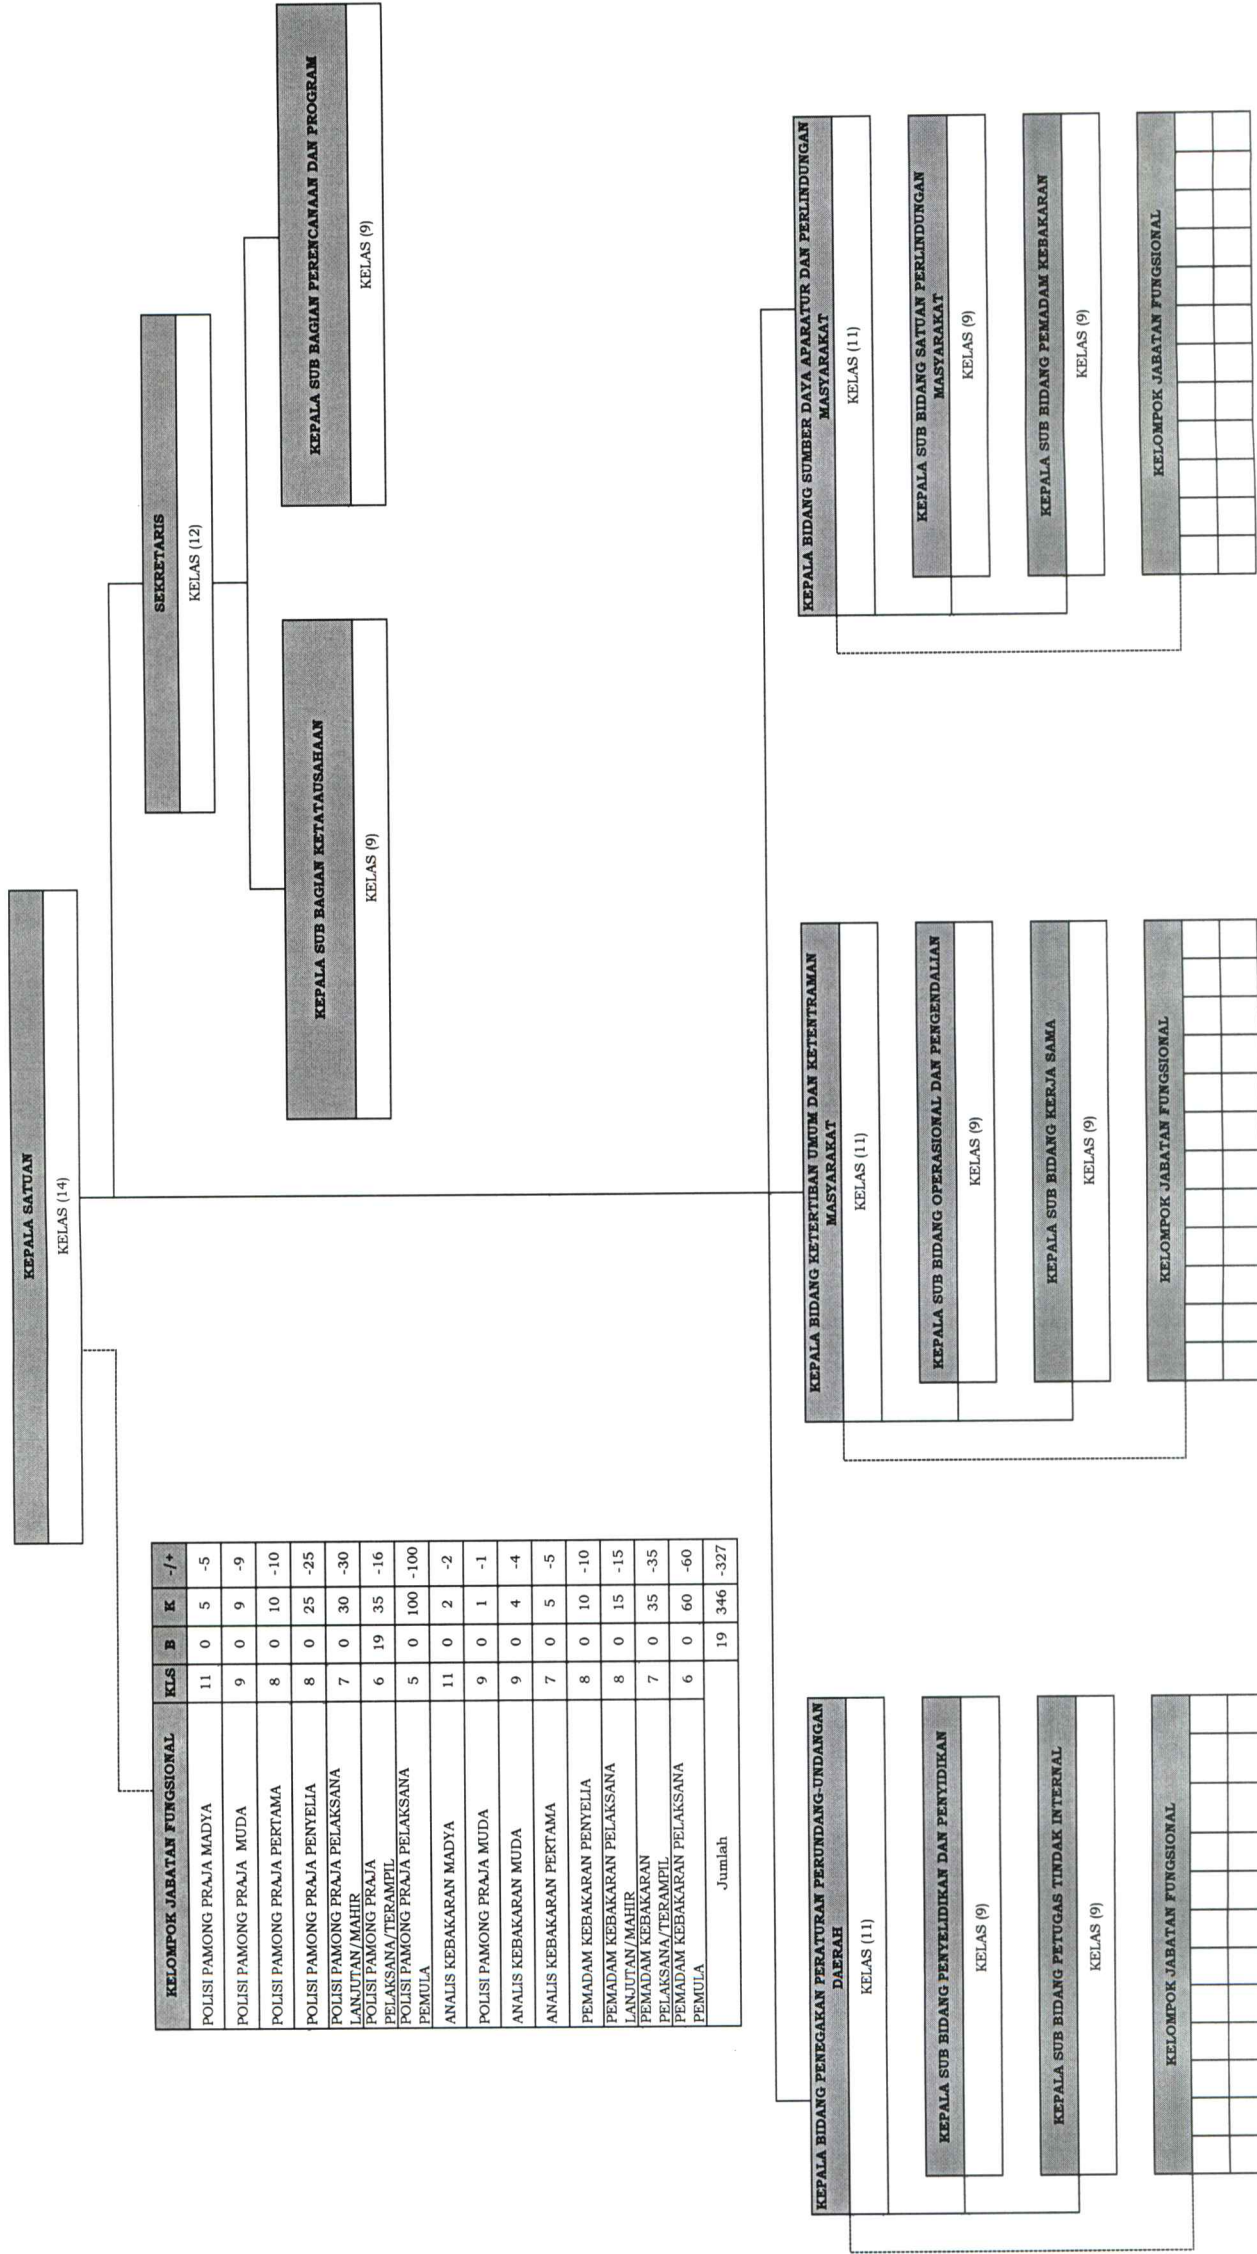 KEPALA SATUAN
KELAS (14)
SEKRETARIS
KELAS (12)
KEPALA SUB BAGIAN KETATAUSAHAAN
KELAS (9)
KEPALA SUB BAGIAN PERENCANAAN DAN PROGRAM
KELAS (9)
KELOMPOK JABATAN FUNGSIONAL KLS B K -/+
POLISI PAMONG PRAJA MADYA 11 0 5 -5
POLISI PAMONG PRAJA MUDA 9 0 9 -9
POLISI PAMONG PRAJA PERTAMA 8 0 10 -10
POLISI PAMONG PRAJA PENYELIA 8 0 25 -25
POLISI PAMONG PRAJA PELAKSANA
LANJUTAN/MAHIR 7 0 30 -30
POLISI PAMONG PRAJA
PELAKSANA/TERAMPIL 6 19 35 -16
POLISI PAMONG PRAJA PELAKSANA
PEMULA 5 0 100 -100
ANALIS KEBAKARAN MADYA 11 0 2 -2
POLISI PAMONG PRAJA MUDA 9 0 1 -1
ANALIS KEBAKARAN MUDA 9 0 4 -4
ANALIS KEBAKARAN PERTAMA 7 0 5 -5
PEMADAM KEBAKARAN PENYELIA 8 0 10 -10
PEMADAM KEBAKARAN PELAKSANA
LANJUTAN/MAHIR 8 0 15 -15
PEMADAM KEBAKARAN
PELAKSANA/TERAMPIL 7 0 35 -35
PEMADAM KEBAKARAN PELAKSANA
PEMULA 6 0 60 -60
Jumlah 19 346 -327
KEPALA BIDANG PENEGAKAN PERATURAN PERUNDANG-UNDANGAN
DAERAH
KELAS (11)
KEPALA SUB BIDANG PENYELIDIKAN DAN PENYIDIKAN
KELAS (9)
KEPALA SUB BIDANG PETUGAS TINDAK INTERNAL
KELAS (9)
KELOMPOK JABATAN FUNGSIONAL
KEPALA BIDANG KETERTIBAN UMUM DAN KETENTRAMAN
MASYARAKAT
KELAS (11)
KEPALA SUB BIDANG OPERASIONAL DAN PENGENDALIAN
KELAS (9)
KEPALA SUB BIDANG KERJA SAMA
KELAS (9)
KELOMPOK JABATAN FUNGSIONAL
KEPALA BIDANG SUMBER DAYA APARATUR DAN PERLINDUNGAN
MASYARAKAT
KELAS (11)
KEPALA SUB BIDANG SATUAN PERLINDUNGAN
MASYARAKAT
KELAS (9)
KEPALA SUB BIDANG PEMADAM KEBAKARAN
KELAS (9)
KELOMPOK JABATAN FUNGSIONAL